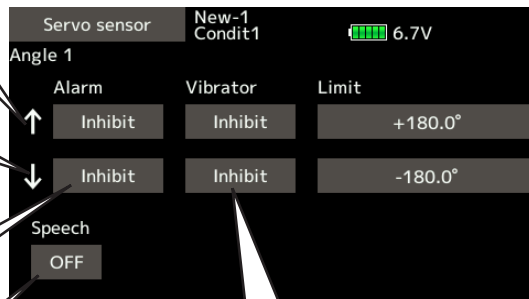 Servo sensor New-1
Condit1 6.7V
Angle 1
Alarm Vibrator Limit
↑ Inhibit Inhibit +180.0°
↓ Inhibit Inhibit -180.0°
Speech
OFF